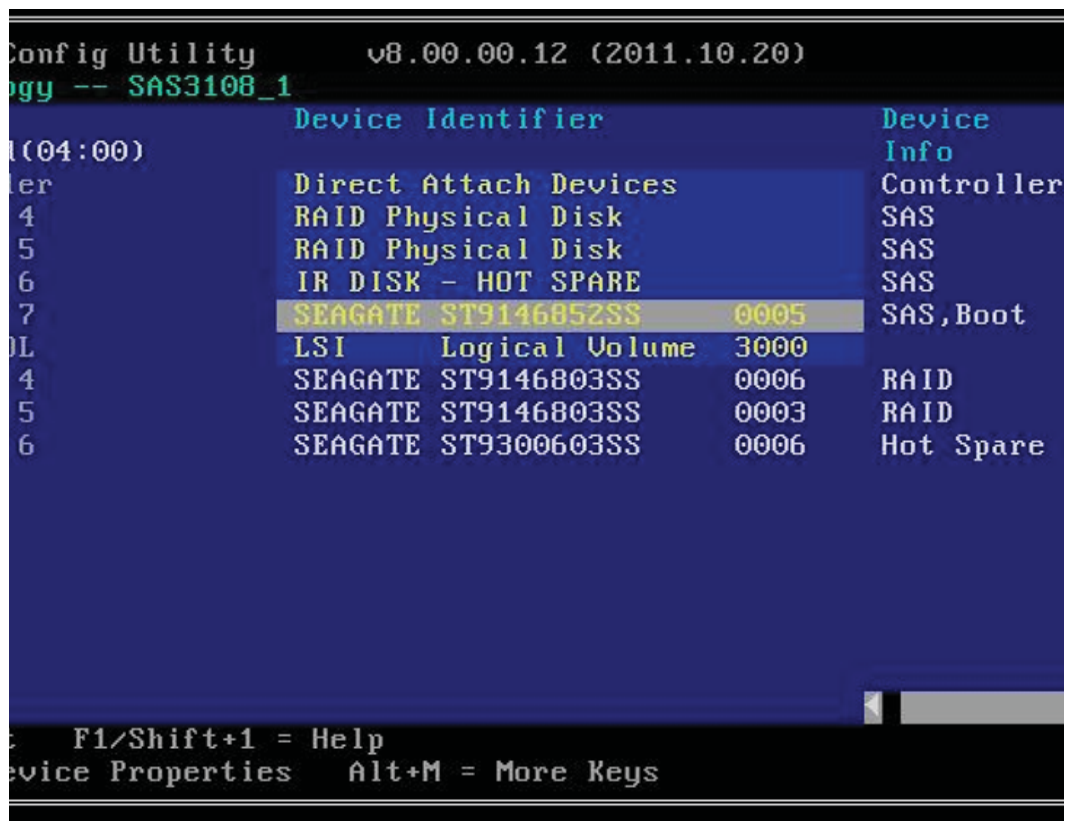 Config Utility v8.00.00.12 (2011.10.20)
ogy -- SAS3108_1
Device Identifier Device
1(04:00) Info
ler Direct Attach Devices Controller
4 RAID Physical Disk SAS
5 RAID Physical Disk SAS
6 IR DISK - HOT SPARE SAS
7 SEAGATE ST9146852SS 0005 SAS,Boot
OL LSI Logical Volume 3000
4 SEAGATE ST9146803SS 0006 RAID
5 SEAGATE ST9146803SS 0003 RAID
6 SEAGATE ST9300603SS 0006 Hot Spare
F1/Shift+1 = Help
evice Properties Alt+M = More Keys